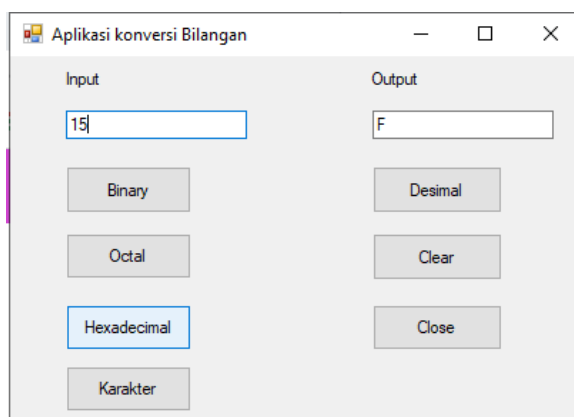 Aplikasi konversi Bilangan
Input Output
15 F
Binary Desimal
Octal Clear
Hexadecimal Close
Karakter